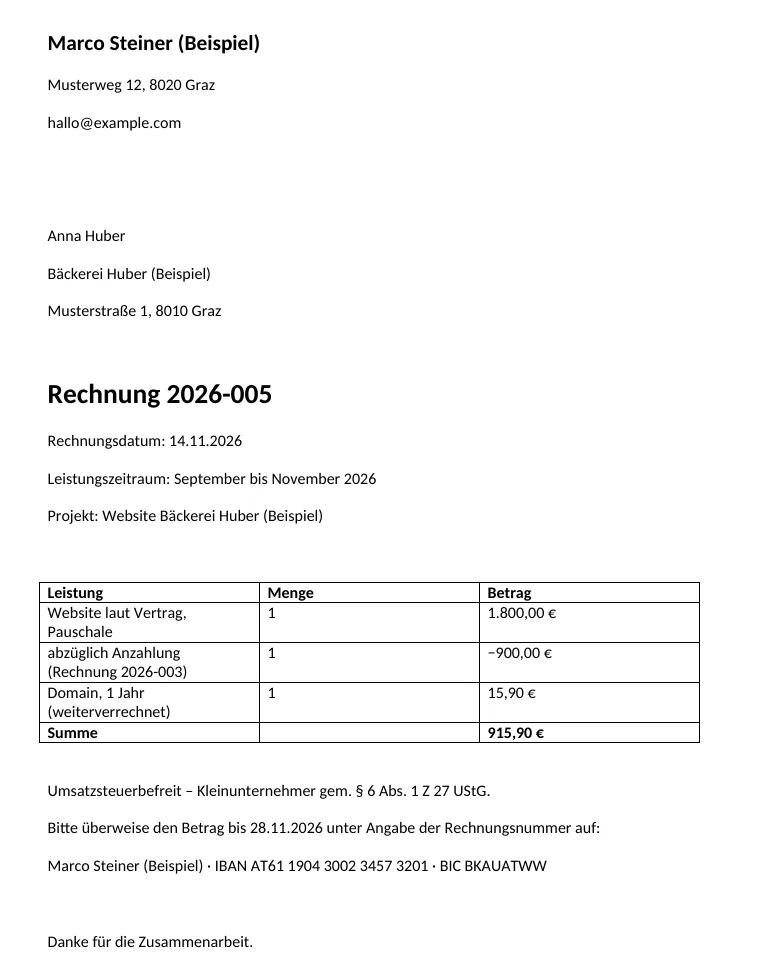 Marco Steiner (Beispiel)
Musterweg 12, 8020 Graz
hallo@example.com
Anna Huber
Bäckerei Huber (Beispiel)
Musterstraße 1, 8010 Graz
Rechnung 2026-005
Rechnungsdatum: 14.11.2026
Leistungszeitraum: September bis November 2026
Projekt: Website Bäckerei Huber (Beispiel)
Leistung Menge Betrag
Website laut Vertrag, 1 1.800,00 €
Pauschale
abzüglich Anzahlung 1 −900,00 €
(Rechnung 2026-003)
Domain, 1 Jahr 1 15,90 €
(weiterverrechnet)
Summe 915,90 €
Umsatzsteuerbefreit – Kleinunternehmer gem. § 6 Abs. 1 Z 27 UStG.
Bitte überweise den Betrag bis 28.11.2026 unter Angabe der Rechnungsnummer auf:
Marco Steiner (Beispiel) · IBAN AT61 1904 3002 3457 3201 · BIC BKAUATWW
Danke für die Zusammenarbeit.